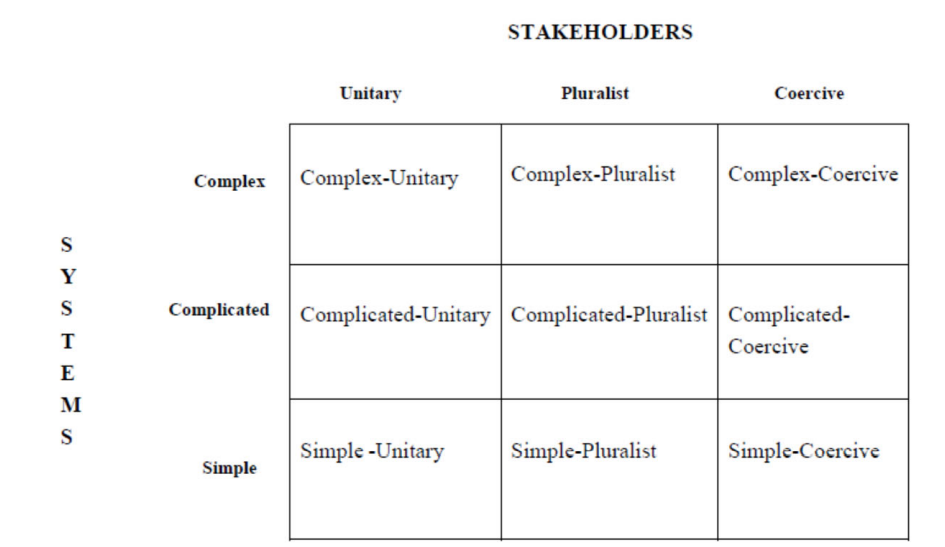 STAKEHOLDERS
Unitary Pluralist Coercive
Complex Complex-Unitary Complex-Pluralist Complex-Coercive
SYSTEMS
Complicated Complicated-Unitary Complicated-Pluralist Complicated-
Coercive
Simple Simple -Unitary Simple-Pluralist Simple-Coercive